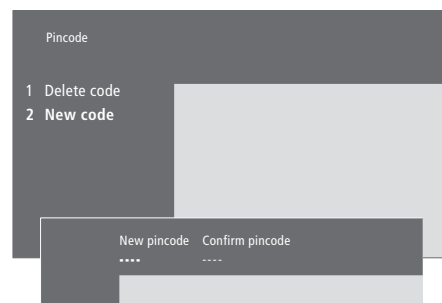 Pincode
1 Delete code
2 New code
New pincode Confirm pincode
---- ----